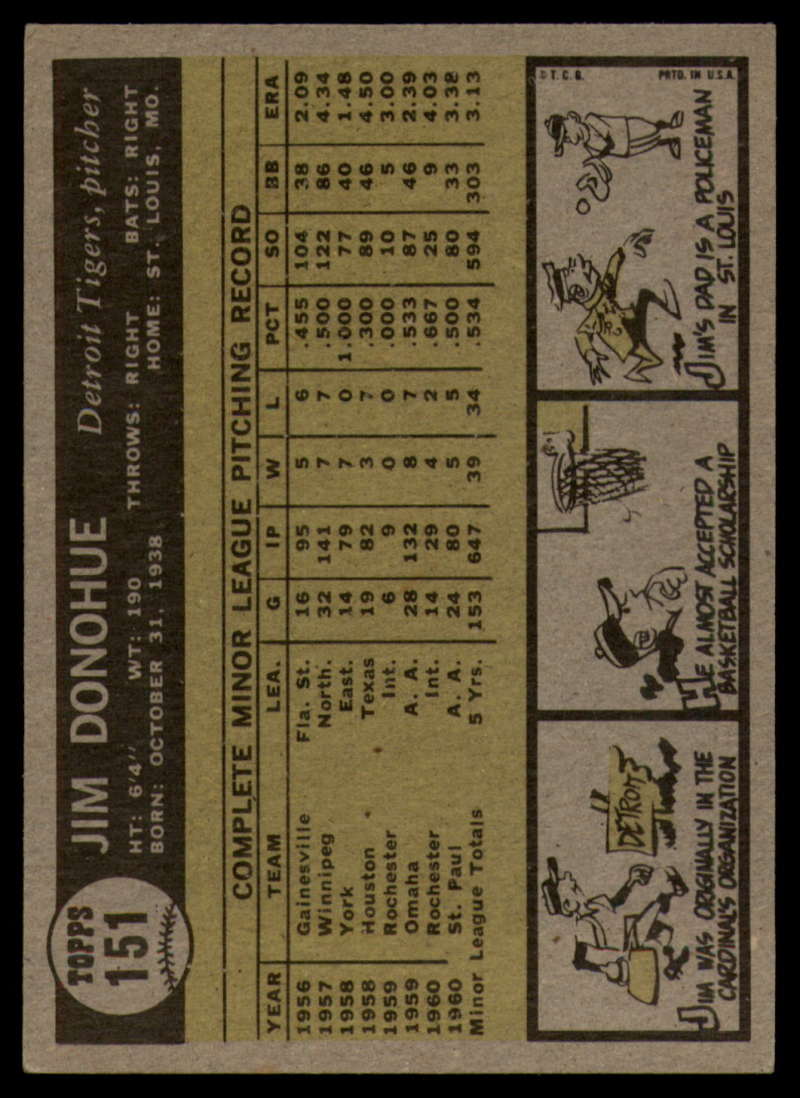 TOPPS
151
JIM DONOHUE Detroit Tigers, pitcher
HT: 6'4" WT: 190 THROWS: RIGHT BATS: RIGHT
BORN: OCTOBER 31, 1938 HOME: ST. LOUIS, MO.
COMPLETE MINOR LEAGUE PITCHING RECORD
YEAR TEAM LEA. G IP W L PCT SO BB ERA
1956 Gainesville Fla. St. 16 95 5 6 .455 104 38 2.09
1957 Winnipeg North. 32 141 7 7 .500 122 86 4.34
1958 York East. 14 79 7 0 1.000 77 40 1.48
1958 Houston Texas 19 82 3 7 .300 89 46 4.50
1959 Rochester Int. 6 9 0 0 .000 10 5 3.00
1959 Omaha A. A. 28 132 8 7 .533 87 46 2.39
1960 Rochester Int. 14 29 4 2 .667 25 9 4.03
1960 St. Paul A. A. 24 80 5 5 .500 80 33 3.38
Minor League Totals 5 Yrs. 153 647 39 34 .534 594 303 3.13
DETROIT
JIM WAS ORIGINALLY IN THE
CARDINAL'S ORGANIZATION
HE ALMOST ACCEPTED A
BASKETBALL SCHOLARSHIP
© T. C. G. PRTD. IN U.S.A.
JR.
JIM'S DAD IS A POLICEMAN
IN ST. LOUIS